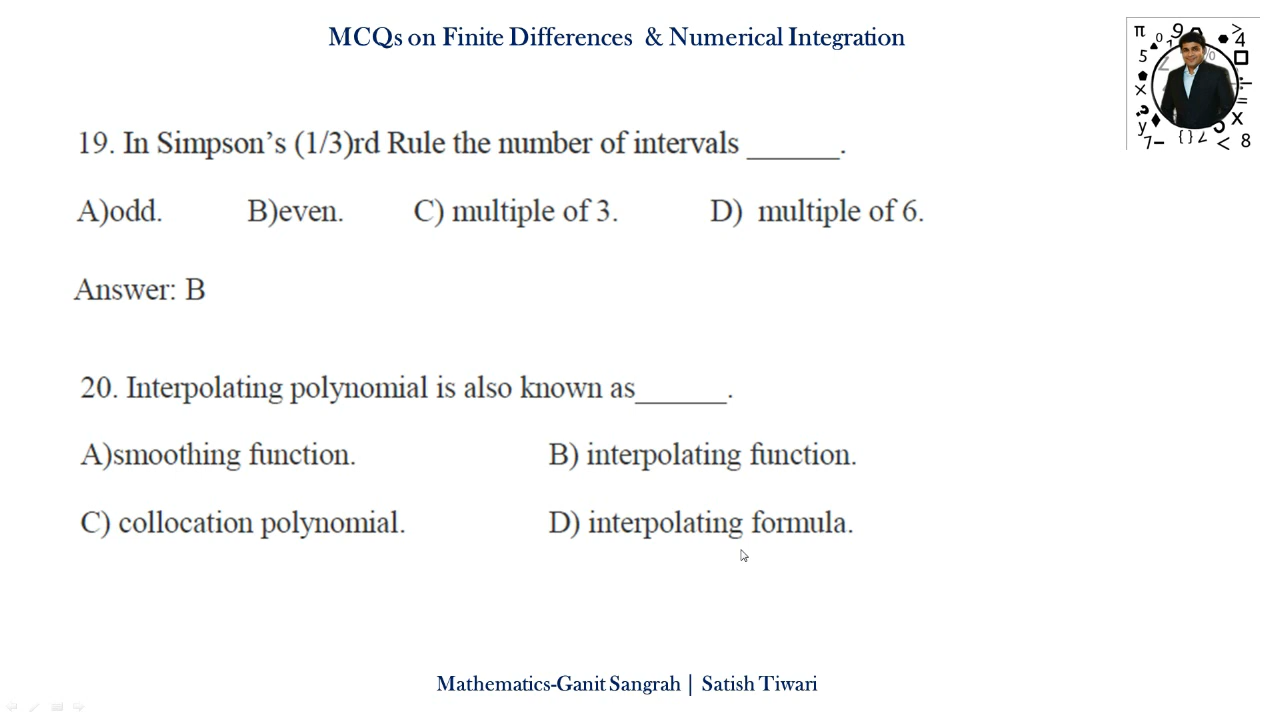 MCQs on Finite Differences & Numerical Integration
19. In Simpson’s (1/3)rd Rule the number of intervals ______.
A)odd. B)even. C) multiple of 3. D) multiple of 6.
Answer: B
20. Interpolating polynomial is also known as______.
A)smoothing function. B) interpolating function.
C) collocation polynomial. D) interpolating formula.
Mathematics-Ganit Sangrah | Satish Tiwari